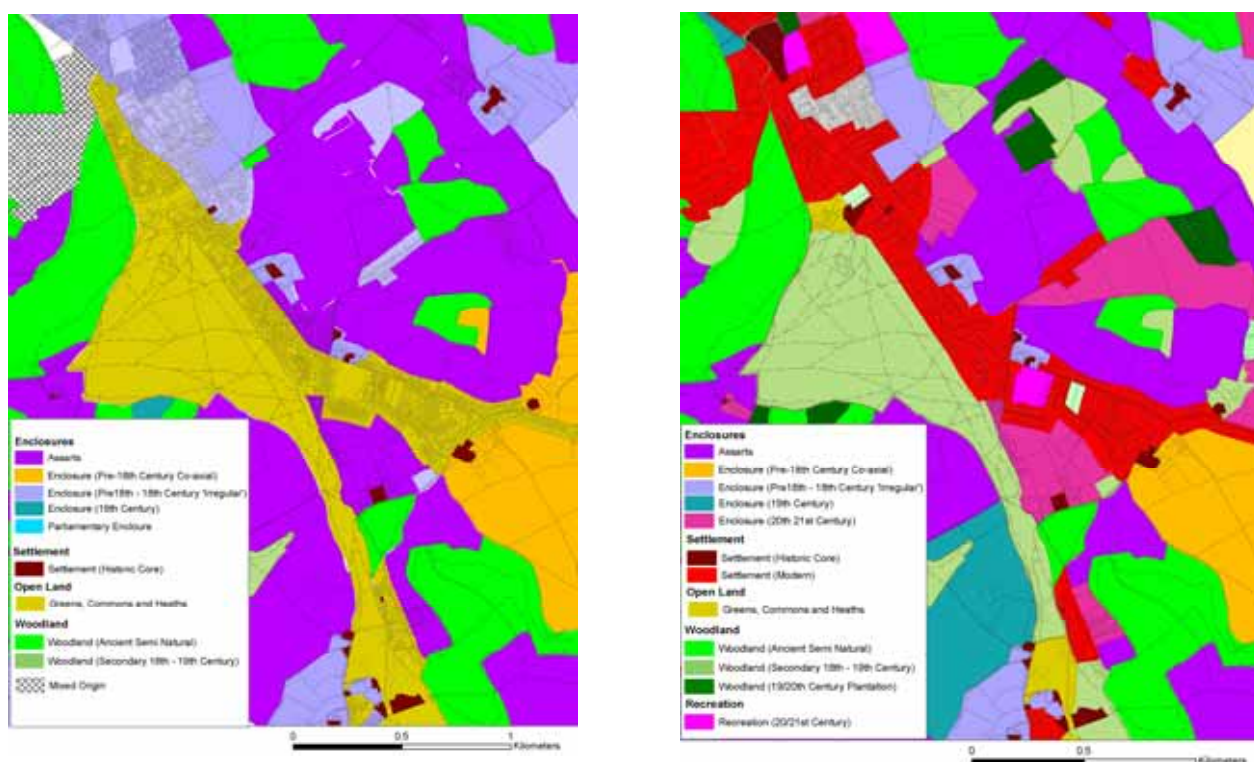 Enclosures
Assarts
Enclosure (Pre-18th Century Co-axial)
Enclosure (Pre18th - 18th Century 'Irregular')
Enclosure (19th Century)
Parliamentary Enclosure
Settlement
Settlement (Historic Core)
Open Land
Greens, Commons and Heaths
Woodland
Woodland (Ancient Semi Natural)
Woodland (Secondary 18th - 19th Century)
Mixed Origin
0 0.5 1
Kilometers
Enclosures
Assarts
Enclosure (Pre-18th Century Co-axial)
Enclosure (Pre18th - 18th Century 'Irregular')
Enclosure (19th Century)
Enclosure (20th 21st Century)
Settlement
Settlement (Historic Core)
Settlement (Modern)
Open Land
Greens, Commons and Heaths
Woodland
Woodland (Ancient Semi Natural)
Woodland (Secondary 18th - 19th Century)
Woodland (19/20th Century Plantation)
Recreation
Recreation (20/21st Century)
0 0.5
Kilometers